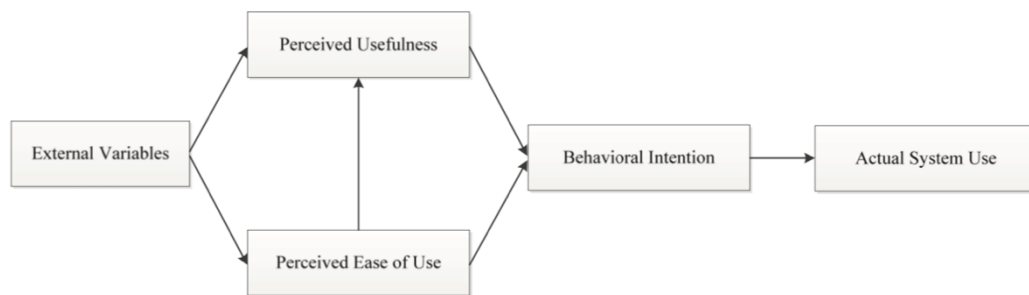 Perceived Usefulness
External Variables
Behavioral Intention
Actual System Use
Perceived Ease of Use